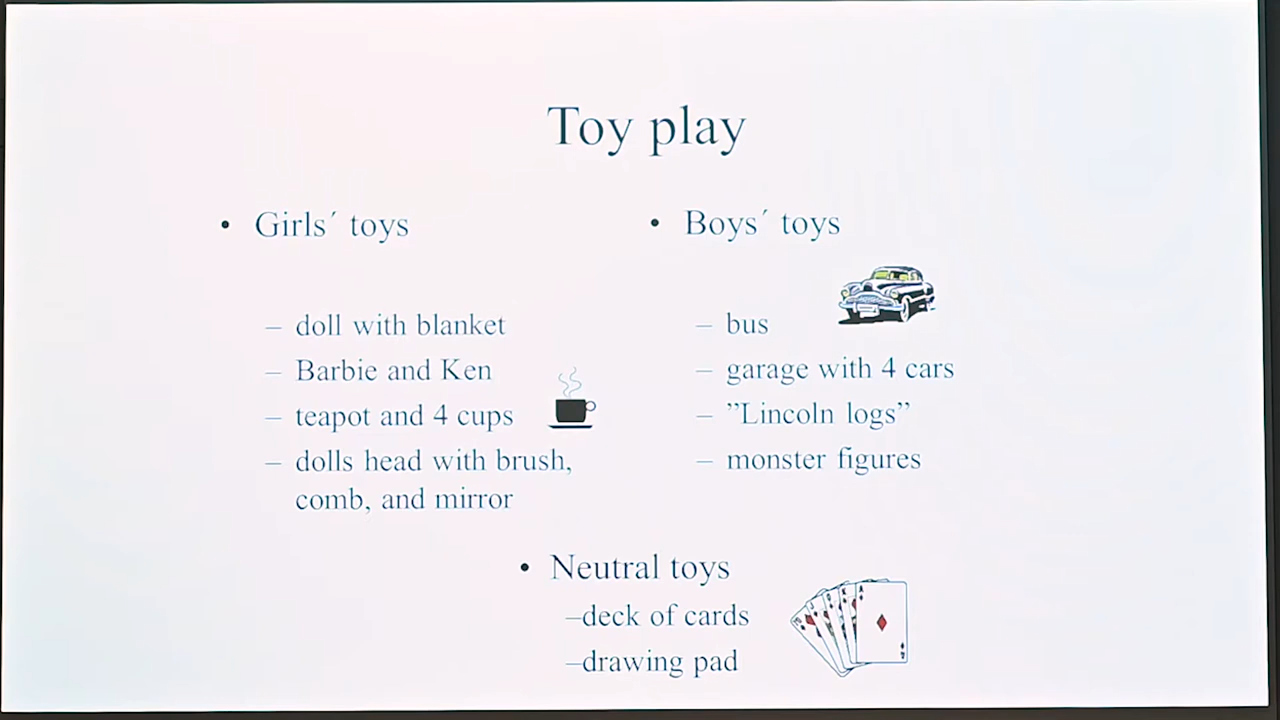 Toy play
• Girls´ toys
– doll with blanket
– Barbie and Ken
– teapot and 4 cups
– dolls head with brush,
comb, and mirror
• Boys´ toys
– bus
– garage with 4 cars
– ”Lincoln logs”
– monster figures
• Neutral toys
–deck of cards
–drawing pad